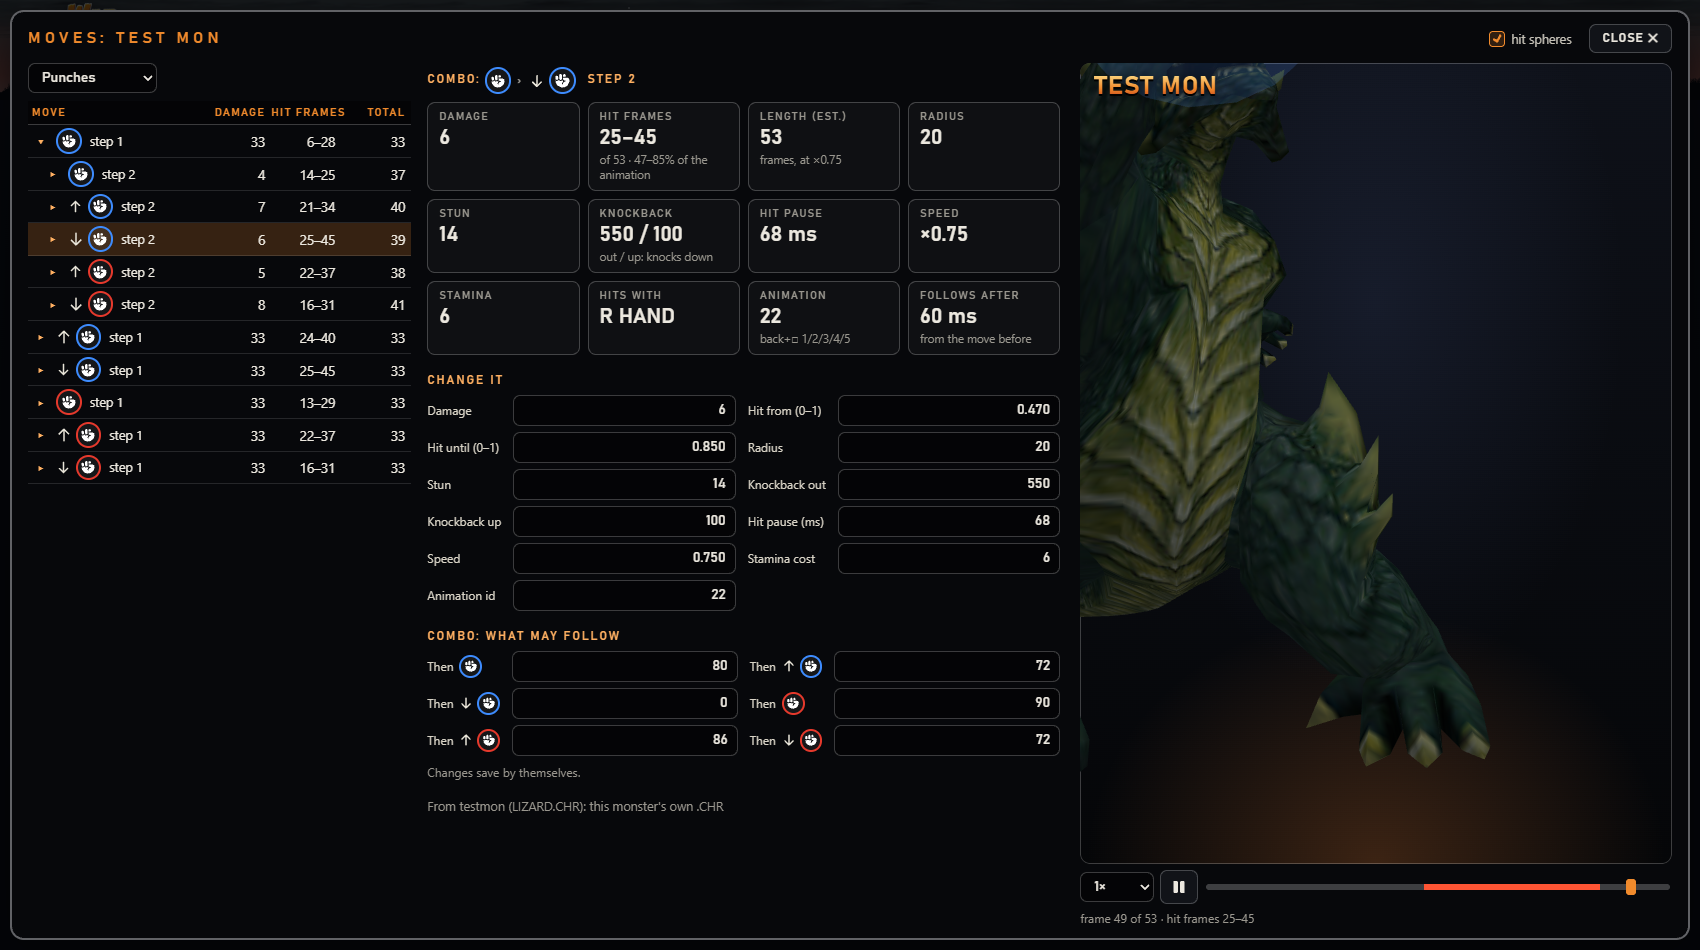 MOVES: TEST MON
hit spheres
CLOSE ✕
Punches
MOVE DAMAGE HIT FRAMES TOTAL
step 1 33 6–28 33
step 2 4 14–25 37
↑ step 2 7 21–34 40
↓ step 2 6 25–45 39
↑ step 2 5 22–37 38
↓ step 2 8 16–31 41
↑ step 1 33 24–40 33
↓ step 1 33 25–45 33
step 1 33 13–29 33
↑ step 1 33 22–37 33
↓ step 1 33 16–31 33
COMBO: › ↓ STEP 2
DAMAGE
6
HIT FRAMES
25–45
of 53 · 47–85% of the
animation
LENGTH (EST.)
53
frames, at ×0.75
RADIUS
20
STUN
14
KNOCKBACK
550 / 100
out / up: knocks down
HIT PAUSE
68 ms
SPEED
×0.75
STAMINA
6
HITS WITH
R HAND
ANIMATION
22
back+□ 1/2/3/4/5
FOLLOWS AFTER
60 ms
from the move before
CHANGE IT
Damage 6 Hit from (0–1) 0.470
Hit until (0–1) 0.850 Radius 20
Stun 14 Knockback out 550
Knockback up 100 Hit pause (ms) 68
Speed 0.750 Stamina cost 6
Animation id 22
COMBO: WHAT MAY FOLLOW
Then 80 Then ↑ 72
Then ↓ 0 Then 90
Then ↑ 86 Then ↓ 72
Changes save by themselves.
From testmon (LIZARD.CHR): this monster's own .CHR
TEST MON
1×
frame 49 of 53 · hit frames 25–45